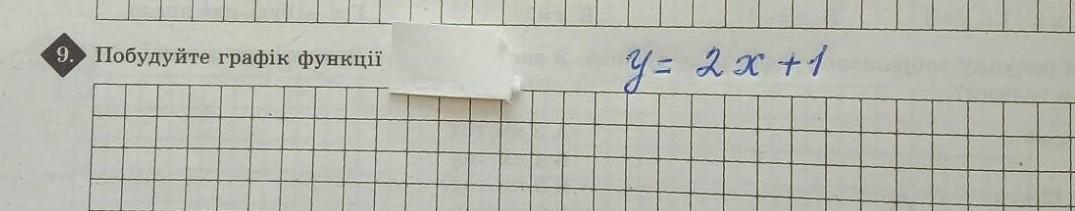 9. Побудуйте графік функції y = 2x + 1